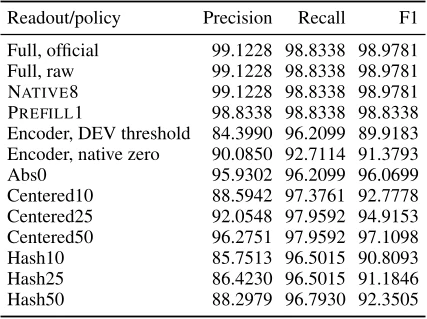 Readout/policy Precision Recall F1
Full, official 99.1228 98.8338 98.9781
Full, raw 99.1228 98.8338 98.9781
NATIVE8 99.1228 98.8338 98.9781
PREFILL1 98.8338 98.8338 98.8338
Encoder, DEV threshold 84.3990 96.2099 89.9183
Encoder, native zero 90.0850 92.7114 91.3793
Abs0 95.9302 96.2099 96.0699
Centered10 88.5942 97.3761 92.7778
Centered25 92.0548 97.9592 94.9153
Centered50 96.2751 97.9592 97.1098
Hash10 85.7513 96.5015 90.8093
Hash25 86.4230 96.5015 91.1846
Hash50 88.2979 96.7930 92.3505